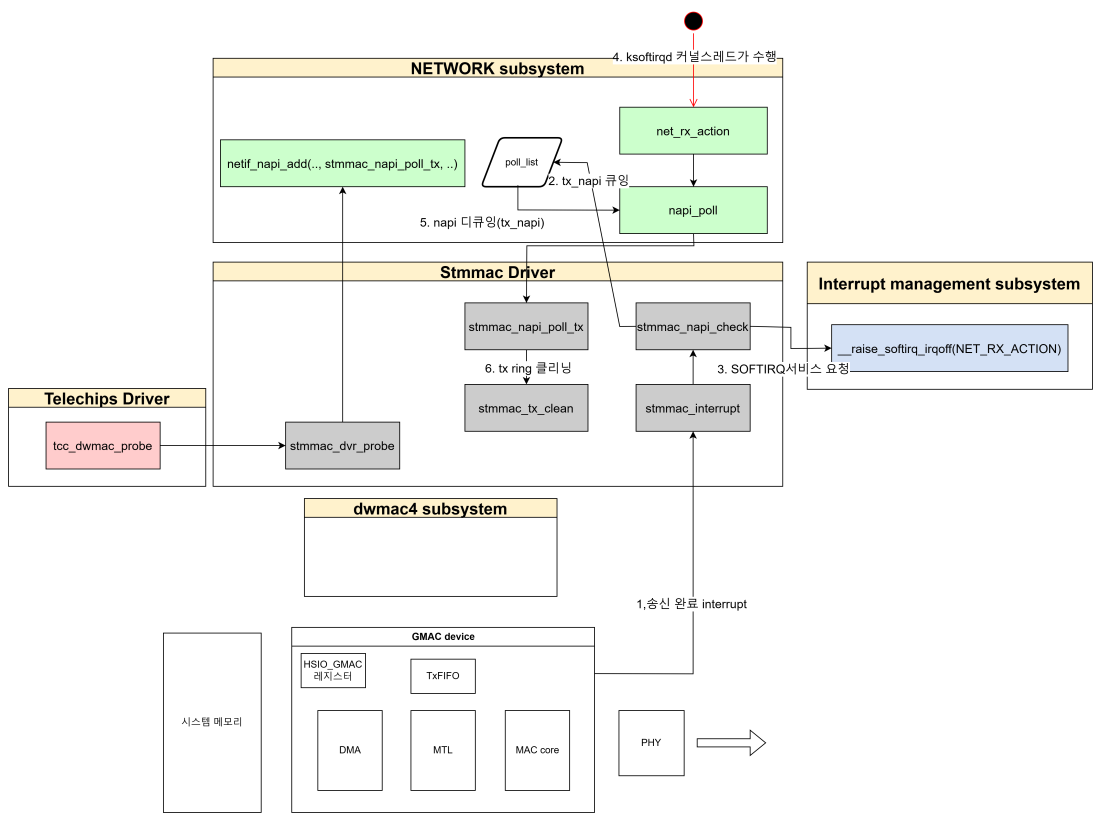 4. ksoftirqd 커널스레드가 수행
NETWORK subsystem
net_rx_action
netif_napi_add(.., stmmac_napi_poll_tx, ..)
poll_list
2. tx_napi 큐잉
napi_poll
5. napi 디큐잉(tx_napi)
Stmmac Driver
Interrupt management subsystem
stmmac_napi_poll_tx
stmmac_napi_check
__raise_softirq_irqoff(NET_RX_ACTION)
6. tx ring 클리닝
3. SOFTIRQ서비스 요청
Telechips Driver
stmmac_tx_clean
stmmac_interrupt
tcc_dwmac_probe
stmmac_dvr_probe
dwmac4 subsystem
1,송신 완료 interrupt
GMAC device
HSIO_GMAC
레지스터
TxFIFO
시스템 메모리
DMA
MTL
MAC core
PHY